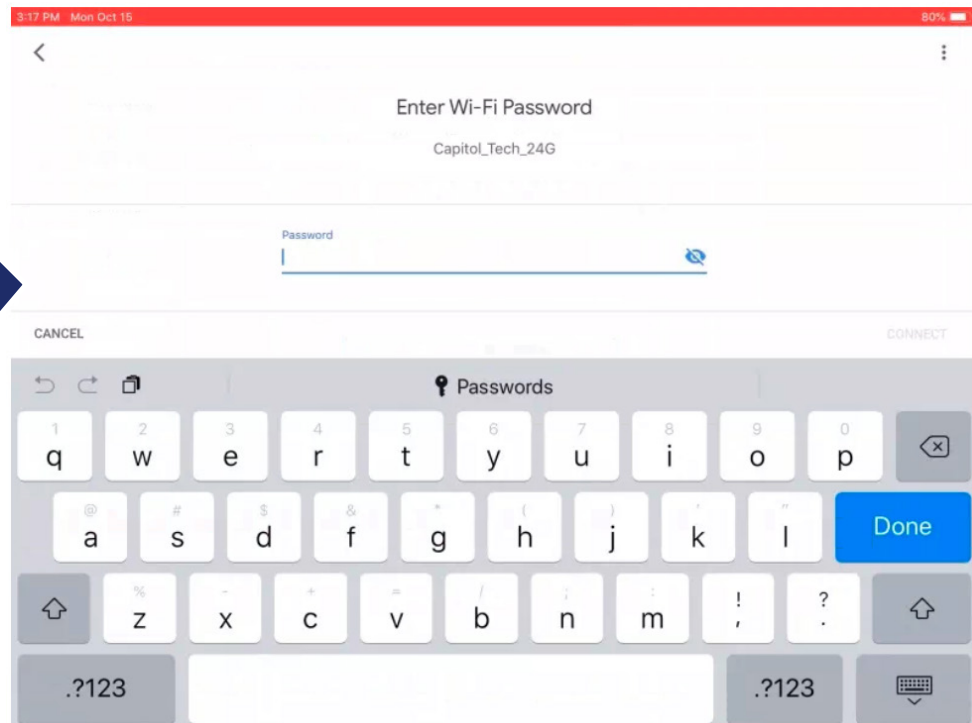 3:17 PM Mon Oct 15 80%
Enter Wi-Fi Password
Capitol_Tech_24G
Password
CANCEL CONNECT
Passwords
1 2 3 4 5 6 7 8 9 0
q w e r t y u i o p
@ # $ & * ( ) ' "
a s d f g h j k l Done
% - + = / ; : ! ?
z x c v b n m , .
.?123 .?123